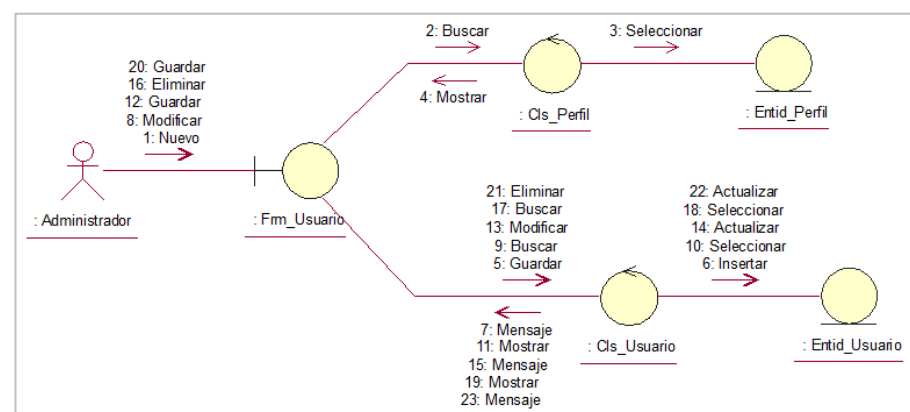 2: Buscar
3: Seleccionar
4: Mostrar
: Cls_Perfil
: Entid_Perfil
20: Guardar
16: Eliminar
12: Guardar
8: Modificar
1: Nuevo
: Administrador
: Frm_Usuario
21: Eliminar
17: Buscar
13: Modificar
9: Buscar
5: Guardar
22: Actualizar
18: Seleccionar
14: Actualizar
10: Seleccionar
6: Insertar
7: Mensaje
11: Mostrar
15: Mensaje
19: Mostrar
23: Mensaje
: Cls_Usuario
: Entid_Usuario